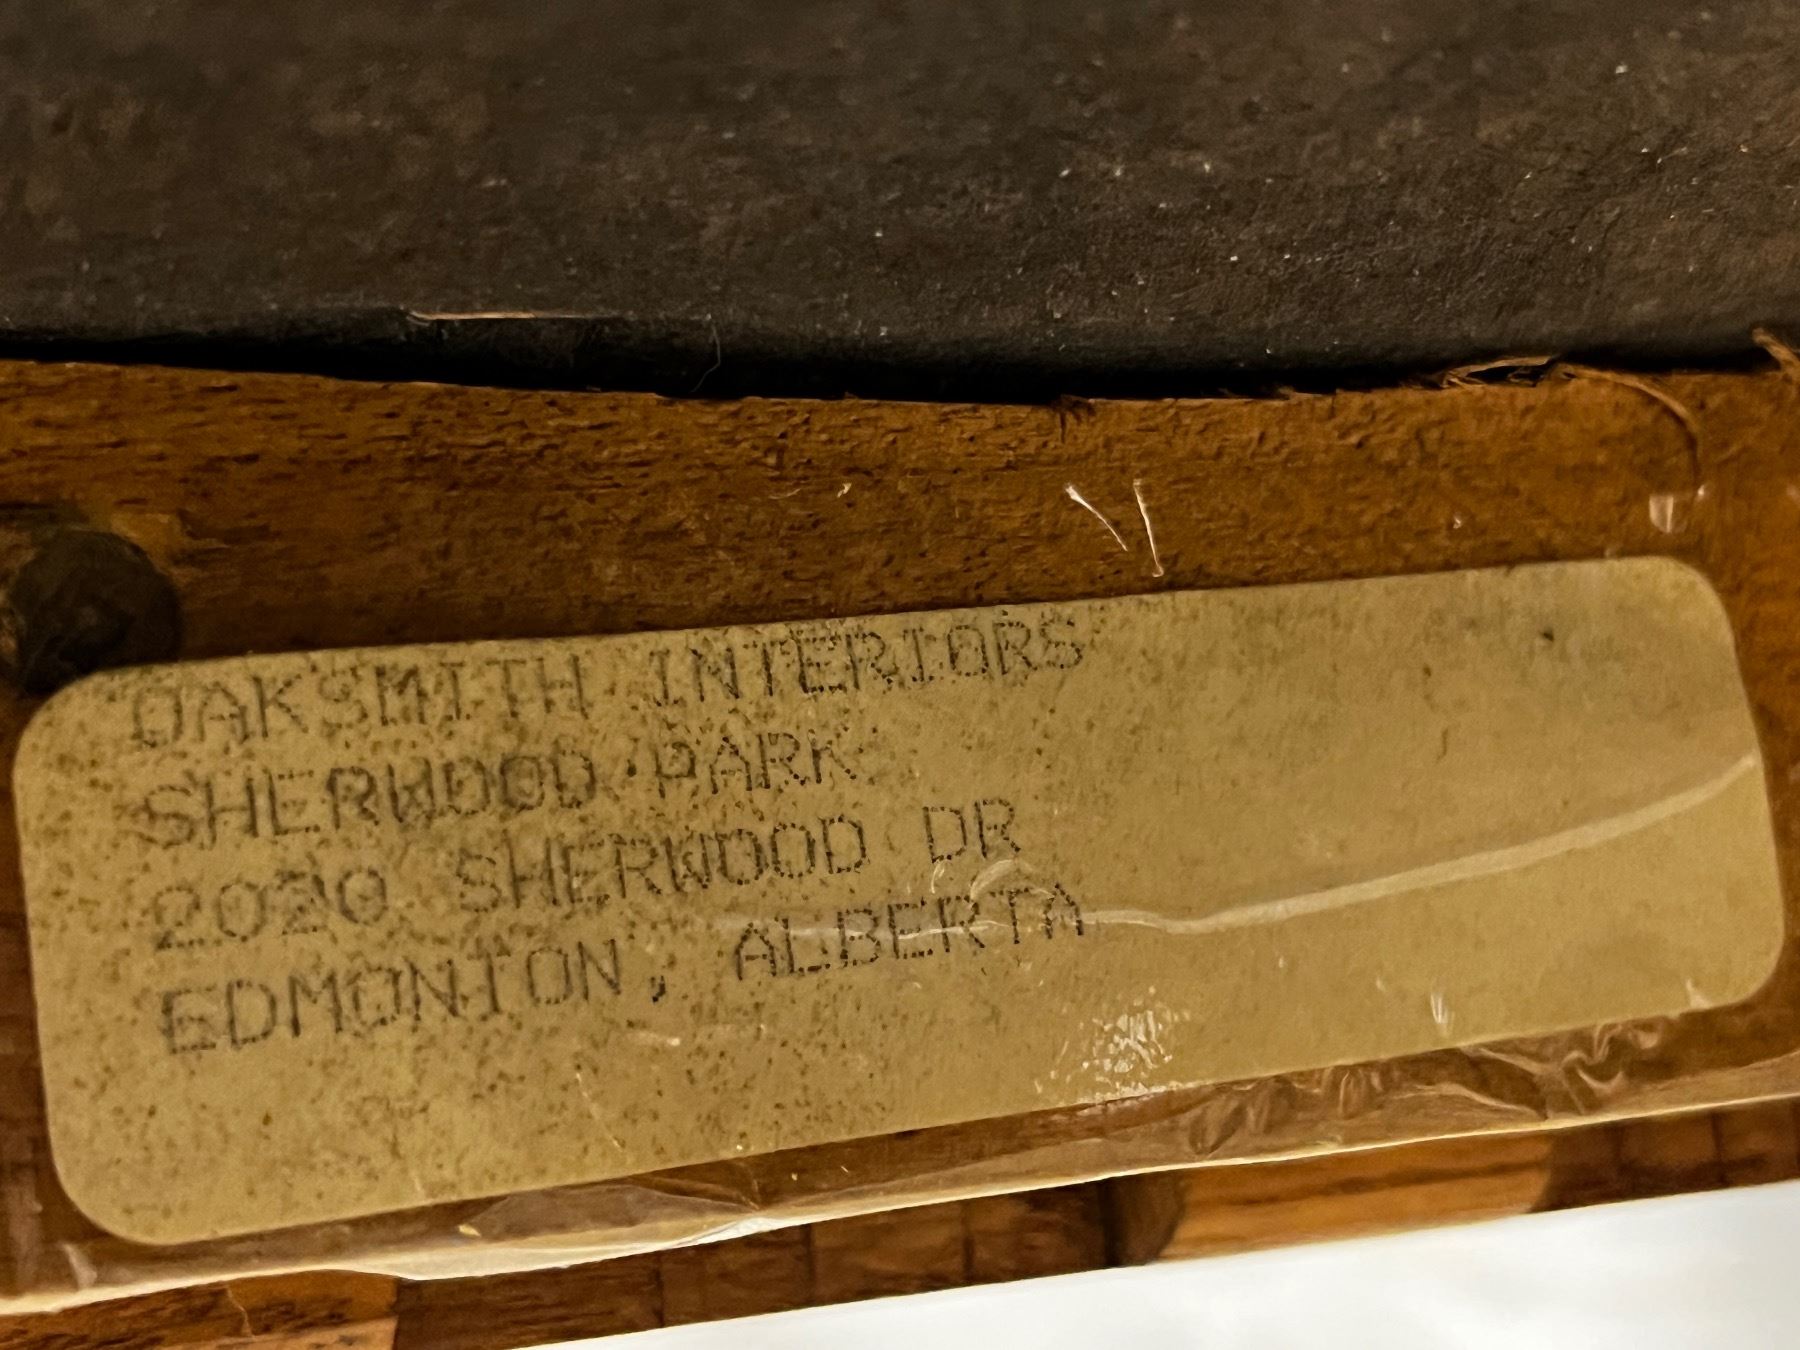 OAKSMITH INTERIORS
SHERWOOD PARK
2020 SHERWOOD DR
EDMONTON, ALBERTA